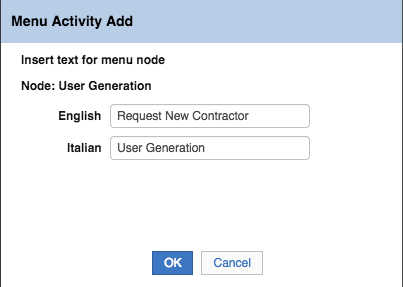 Menu Activity Add
Insert text for menu node
Node: User Generation
English Request New Contractor
Italian User Generation
OK Cancel